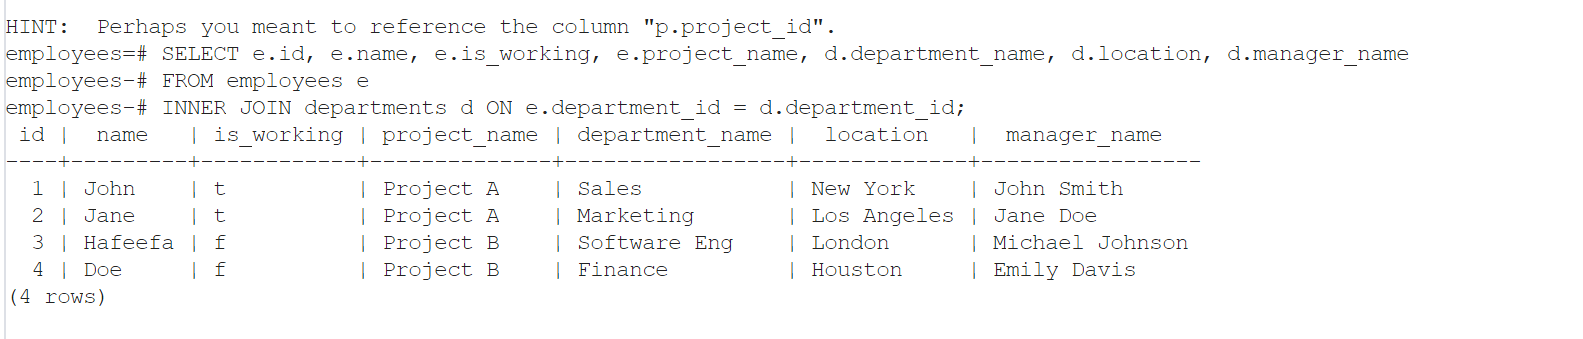 HINT:  Perhaps you meant to reference the column "p.project_id".
employees=# SELECT e.id, e.name, e.is_working, e.project_name, d.department_name, d.location, d.manager_name
employees-# FROM employees e
employees-# INNER JOIN departments d ON e.department_id = d.department_id;
 id |  name   | is_working | project_name | department_name |  location   |  manager_name
----+---------+------------+--------------+-----------------+-------------+-----------------
  1 | John    | t          | Project A    | Sales           | New York    | John Smith
  2 | Jane    | t          | Project A    | Marketing       | Los Angeles | Jane Doe
  3 | Hafeefa | f          | Project B    | Software Eng    | London      | Michael Johnson
  4 | Doe     | f          | Project B    | Finance         | Houston     | Emily Davis
(4 rows)